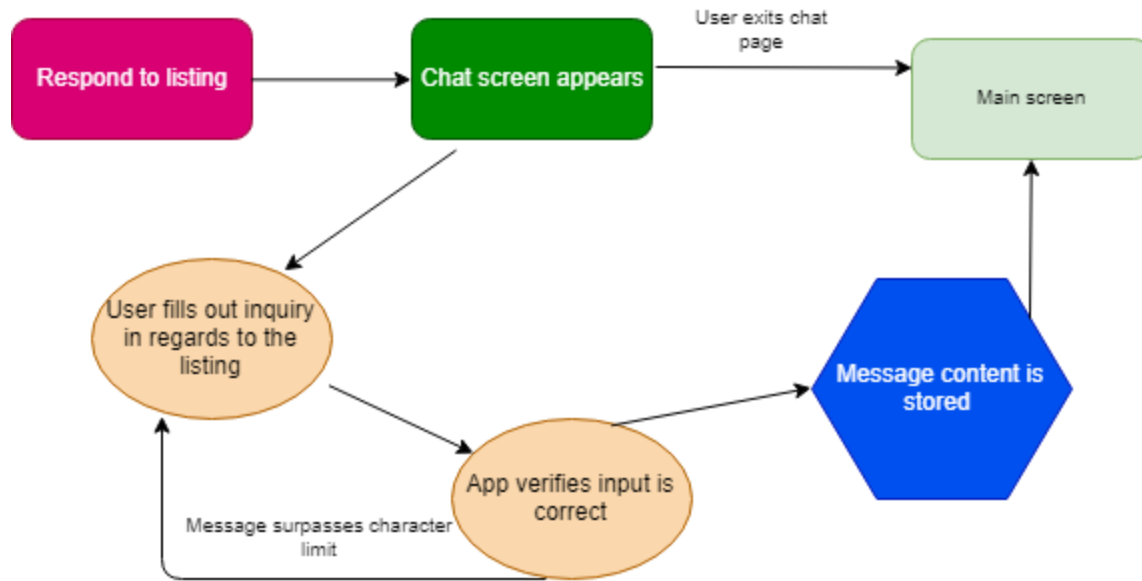 User exits chat
page
Respond to listing
Chat screen appears
Main screen
User fills out inquiry
in regards to the
listing
Message content is
stored
App verifies input is
correct
Message surpasses character
limit